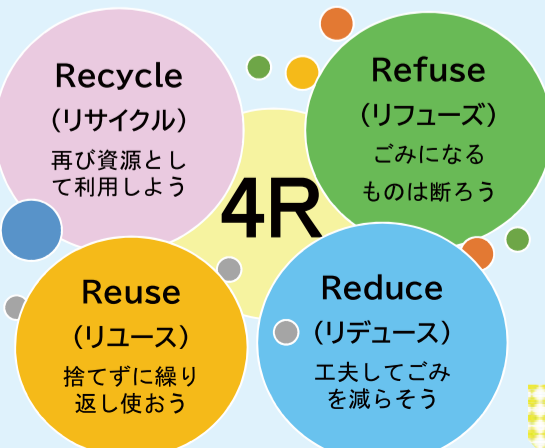 Recycle
(リサイクル)
再び資源とし
て利用しよう
Refuse
(リフューズ)
ごみになる
ものは断ろう
4R
Reuse
(リユース)
捨てずに繰り
返し使おう
Reduce
(リデュース)
工夫してごみ
を減らそう